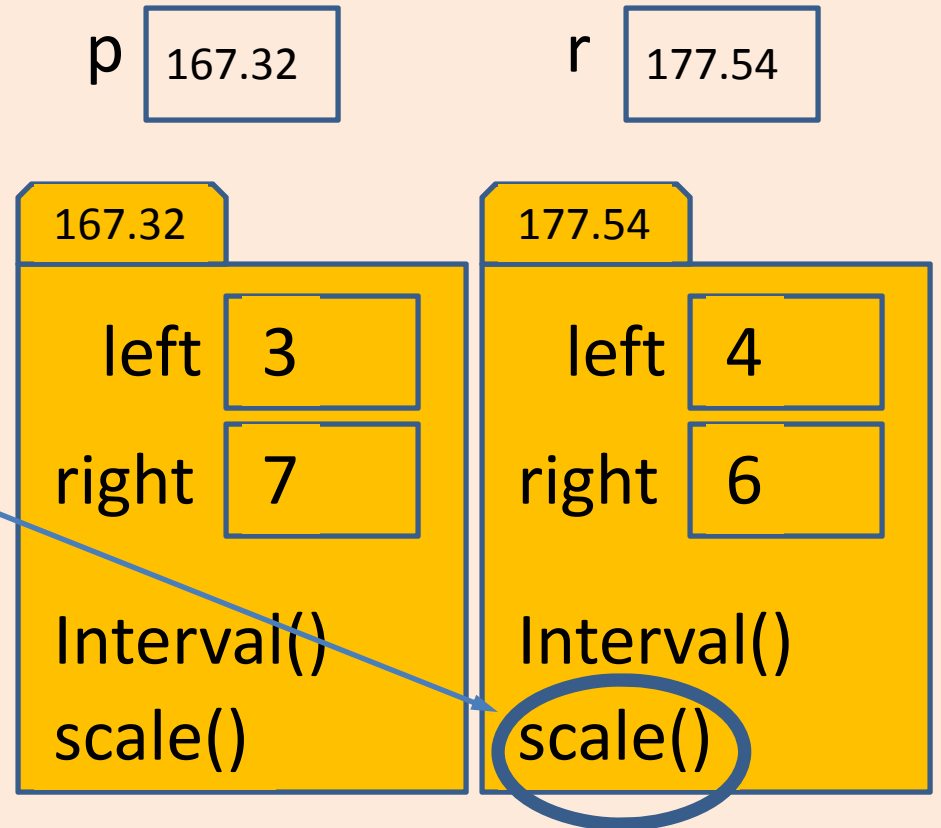 p 167.32
r 177.54
167.32
left 3
right 7
Interval()
scale()
177.54
left 4
right 6
Interval()
scale()